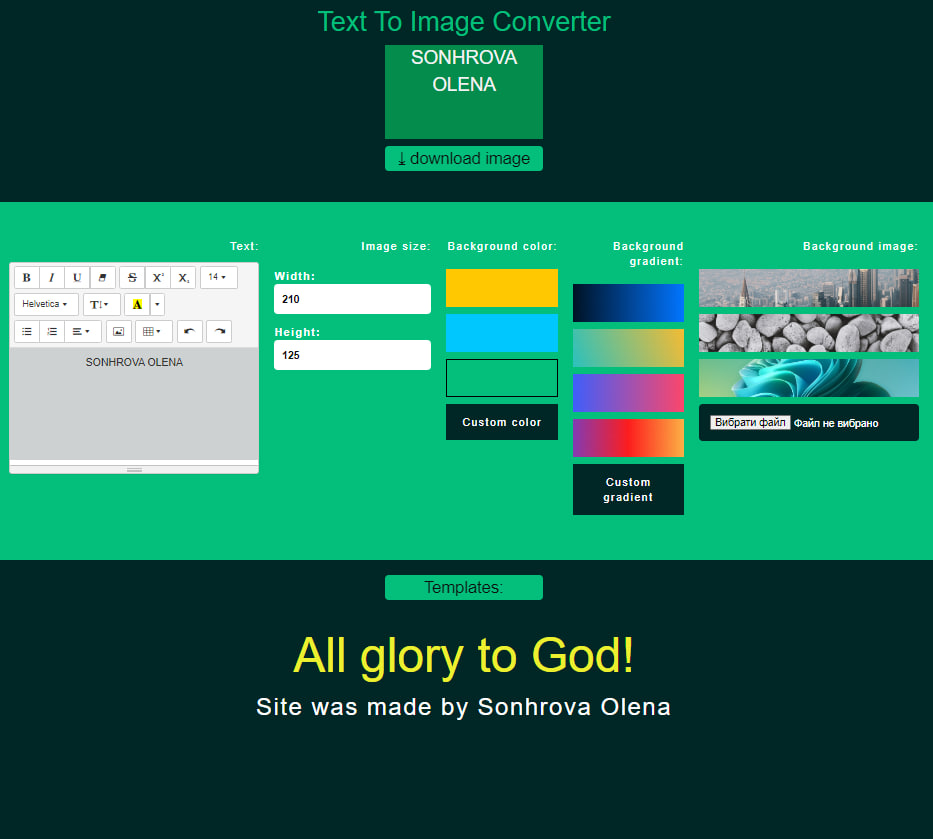 Text To Image Converter
SONHROVA
OLENA
⤓ download image
Text:
B I U S X² X₂ 14
Helvetica T A
SONHROVA OLENA
Image size:
Width:
210
Height:
125
Background color:
Custom color
Background
gradient:
Custom
gradient
Background image:
Вибрати файл Файл не вибрано
Templates:
All glory to God!
Site was made by Sonhrova Olena